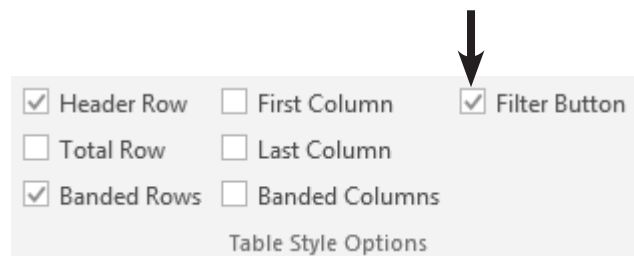 Header Row First Column Filter Button
Total Row Last Column
Banded Rows Banded Columns
Table Style Options